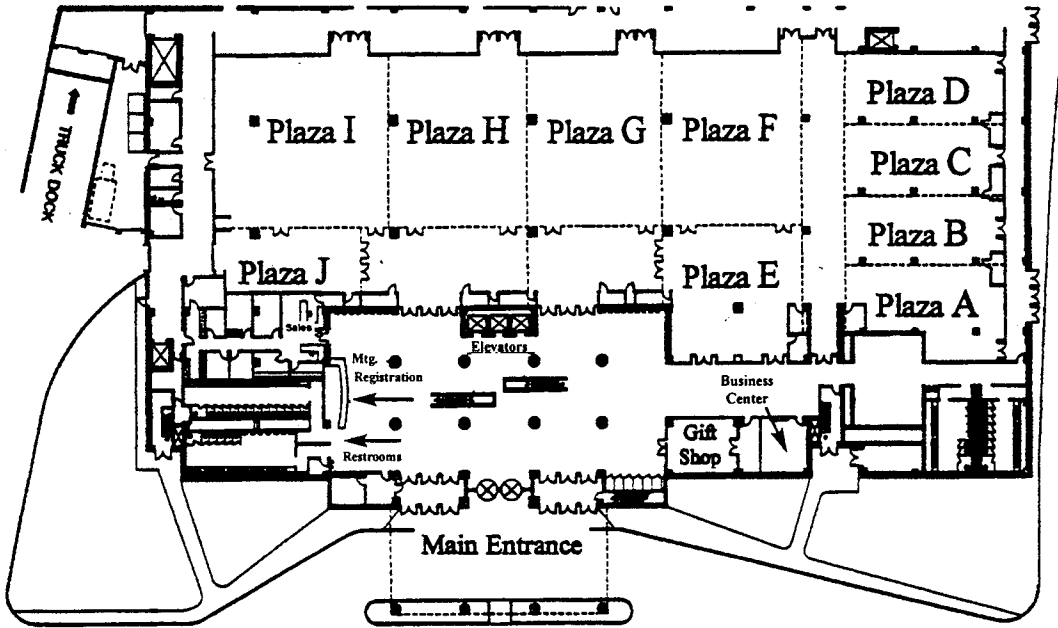 Plaza I
Plaza H
Plaza G
Plaza F
Plaza D
Plaza C
Plaza B
Plaza A
Plaza J
Plaza E
TRUCK DOCK
Sales
Elevators
Mtg.
Registration
Restrooms
Business
Center
Gift
Shop
Main Entrance